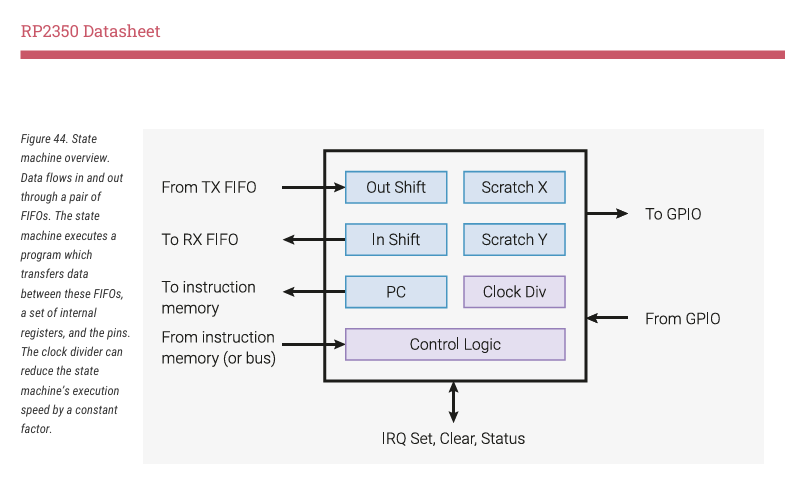 RP2350 Datasheet
Figure 44. State
machine overview.
Data flows in and out
through a pair of
FIFOs. The state
machine executes a
program which
transfers data
between these FIFOs,
a set of internal
registers, and the pins.
The clock divider can
reduce the state
machine's execution
speed by a constant
factor.
From TX FIFO
Out Shift
Scratch X
To GPIO
To RX FIFO
In Shift
Scratch Y
To instruction
memory
PC
Clock Div
From GPIO
From instruction
memory (or bus)
Control Logic
IRQ Set, Clear, Status